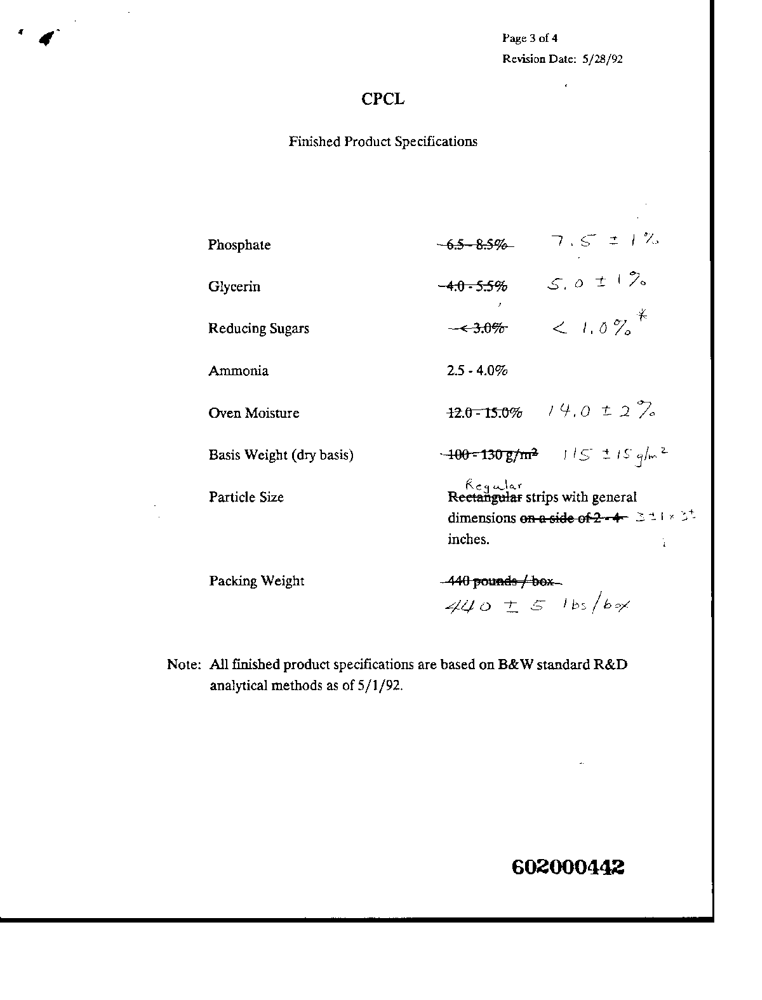 Page 3 of 4
Revision Date: 5/28/92
CPCL
Finished Product Specifications
Phosphate 6.5 - 8.5% 7.5 ± 1%
Glycerin 4.0 - 5.5% 5.0 ± 1%
Reducing Sugars < 3.0% < 1.0%*
Ammonia 2.5 - 4.0%
Oven Moisture 12.0 - 15.0% 14.0 ± 2%
Basis Weight (dry basis) 100 - 130 g/m² 115 ± 15 g/m²
Regular
Particle Size Rectangular strips with general
dimensions on a side of 2 - 4 3 ± 1 × 3 ±
inches.
Packing Weight 440 pounds / box
440 ± 5 lbs/box
Note: All finished product specifications are based on B&W standard R&D
analytical methods as of 5/1/92.
602000442